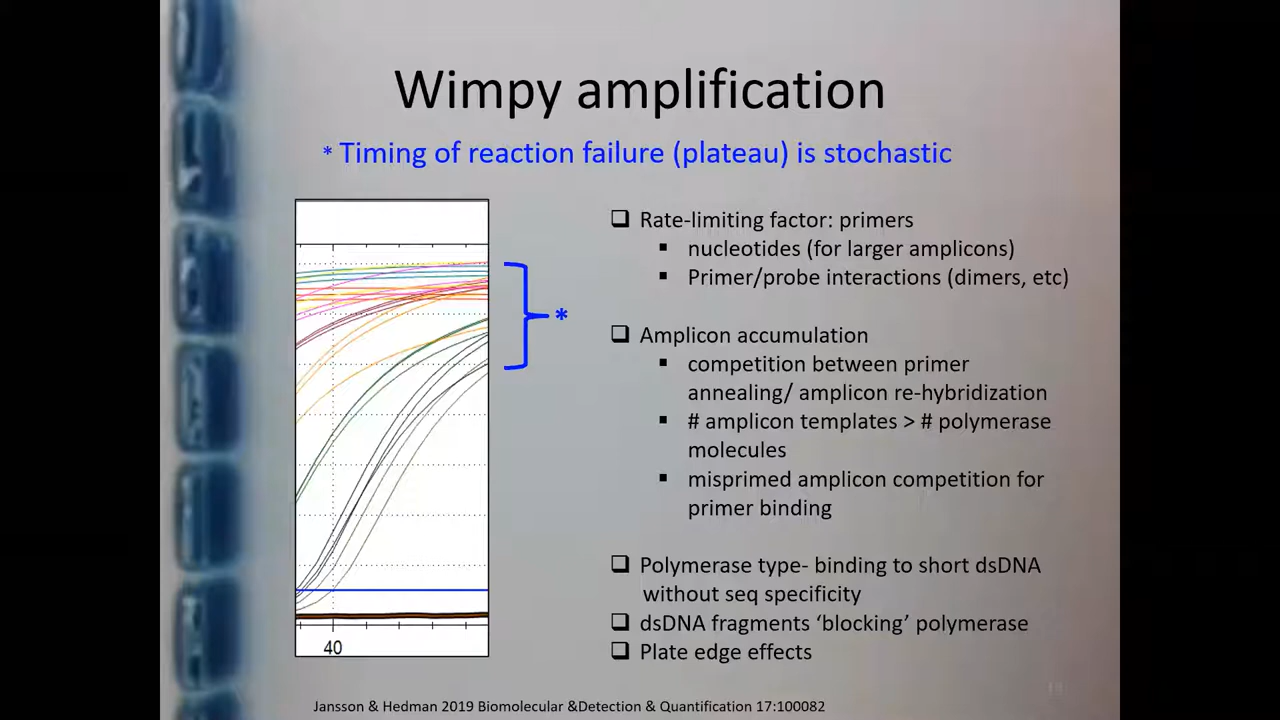 Wimpy amplification
* Timing of reaction failure (plateau) is stochastic
❑ Rate-limiting factor: primers
▪ nucleotides (for larger amplicons)
▪ Primer/probe interactions (dimers, etc)
*
❑ Amplicon accumulation
▪ competition between primer
annealing/ amplicon re-hybridization
▪ # amplicon templates > # polymerase
molecules
▪ misprimed amplicon competition for
primer binding
❑ Polymerase type- binding to short dsDNA
without seq specificity
❑ dsDNA fragments ‘blocking’ polymerase
❑ Plate edge effects
40
Jansson & Hedman 2019 Biomolecular &Detection & Quantification 17:100082